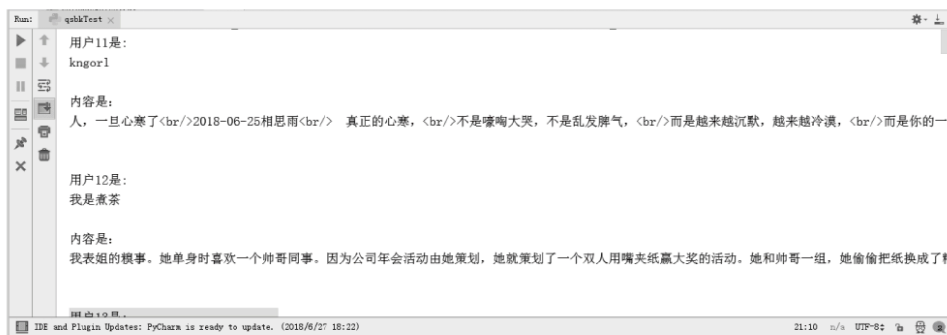 Run: qsbkTest
用户11是:
kngorl
内容是:
人，一旦心寒了<br/>2018-06-25相思雨<br/> 真正的心寒，<br/>不是嚎啕大哭，不是乱发脾气，<br/>而是越来越沉默，越来越冷漠，<br/>而是你的一
用户12是:
我是煮茶
内容是:
我表姐的糗事。她单身时喜欢一个帅哥同事。因为公司年会活动由她策划，她就策划了一个双人用嘴夹纸赢大奖的活动。她和帅哥一组，她偷偷把纸换成了
用户13是:
IDE and Plugin Updates: PyCharm is ready to update. (2018/6/27 18:22) 21:10 n/a UTF-8